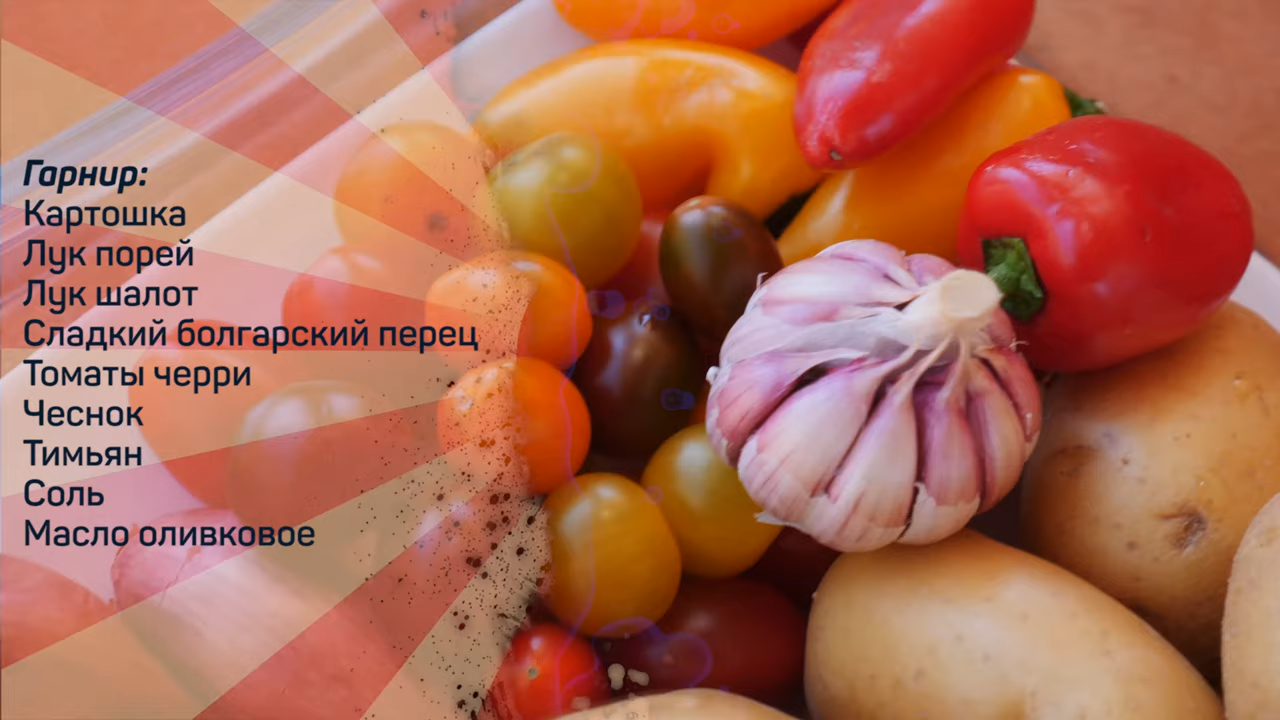 Гарнир:
Картошка
Лук порей
Лук шалот
Сладкий болгарский перец
Томаты черри
Чеснок
Тимьян
Соль
Масло оливковое